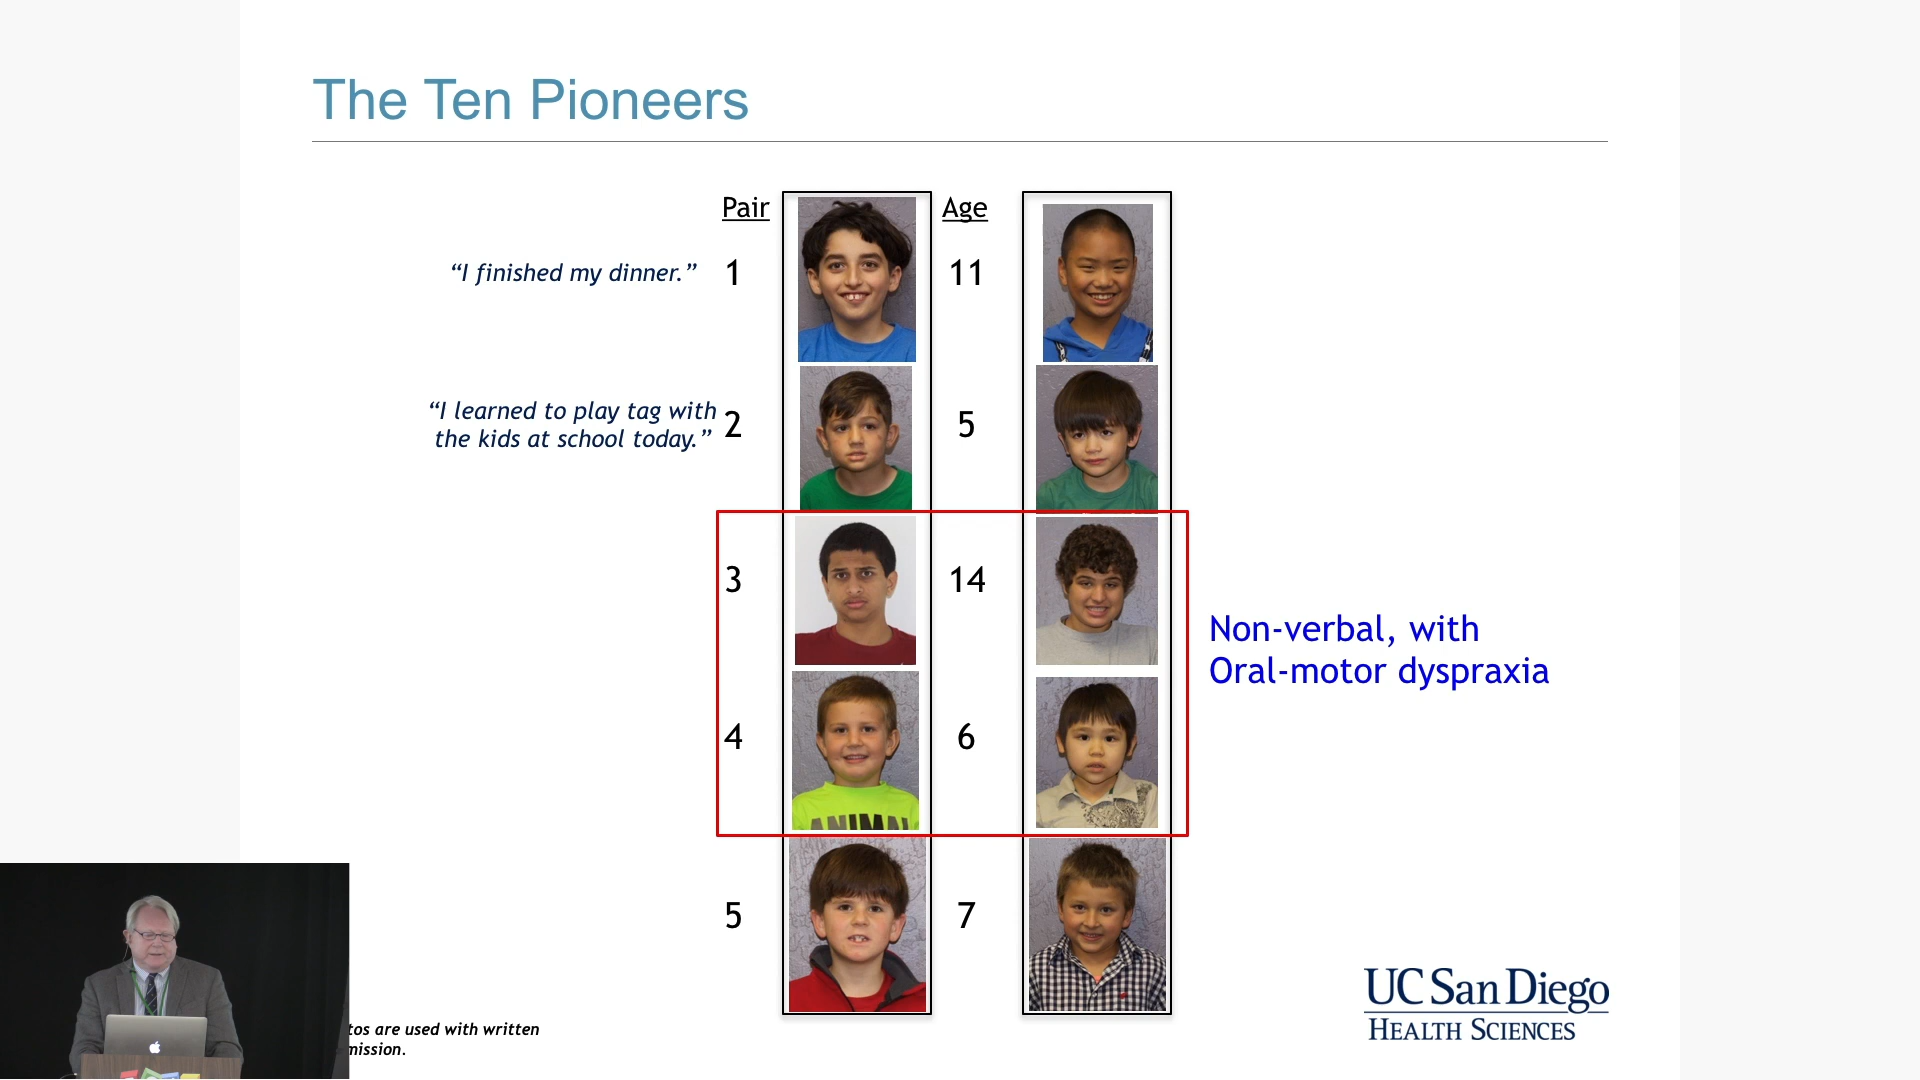 The Ten Pioneers
Pair
Age
“I finished my dinner.”
1
11
“I learned to play tag with
the kids at school today.”
2
5
3
14
Non-verbal, with
Oral-motor dyspraxia
4
6
ANIM
5
7
UC San Diego
HEALTH SCIENCES
are used with written